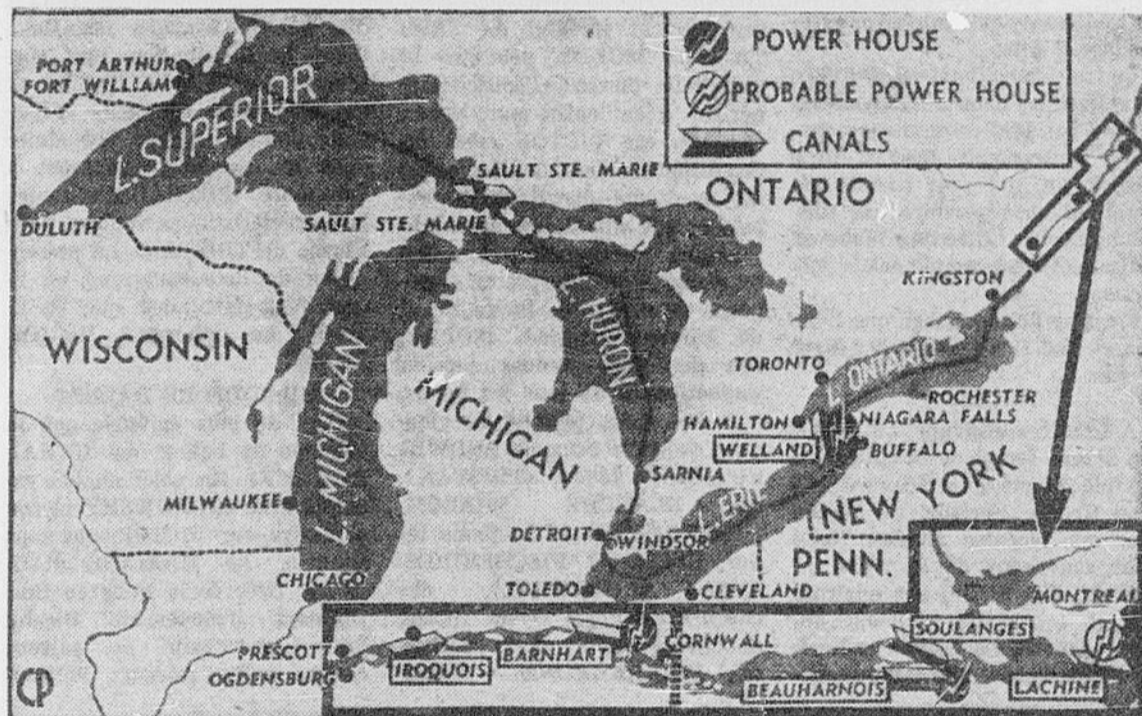 POWER HOUSE
PROBABLE POWER HOUSE
CANALS
PORT ARTHUR
FORT WILLIAM
L. SUPERIOR
SAULT STE. MARIE
ONTARIO
DULUTH
SAULT STE. MARIE
KINGSTON
L. HURON
WISCONSIN
L. MICHIGAN
MICHIGAN
TORONTO
L. ONTARIO
ROCHESTER
HAMILTON
NIAGARA FALLS
WELLAND
BUFFALO
SARNIA
L. ERIE
NEW YORK
MILWAUKEE
DETROIT
WINDSOR
PENN.
CHICAGO
TOLEDO
CLEVELAND
MONTREAL
SOULANGES
CORNWALL
BARNHART
PRESCOTT
IROQUOIS
OGDENSBURG
BEAUHARNOIS
LACHINE
CP